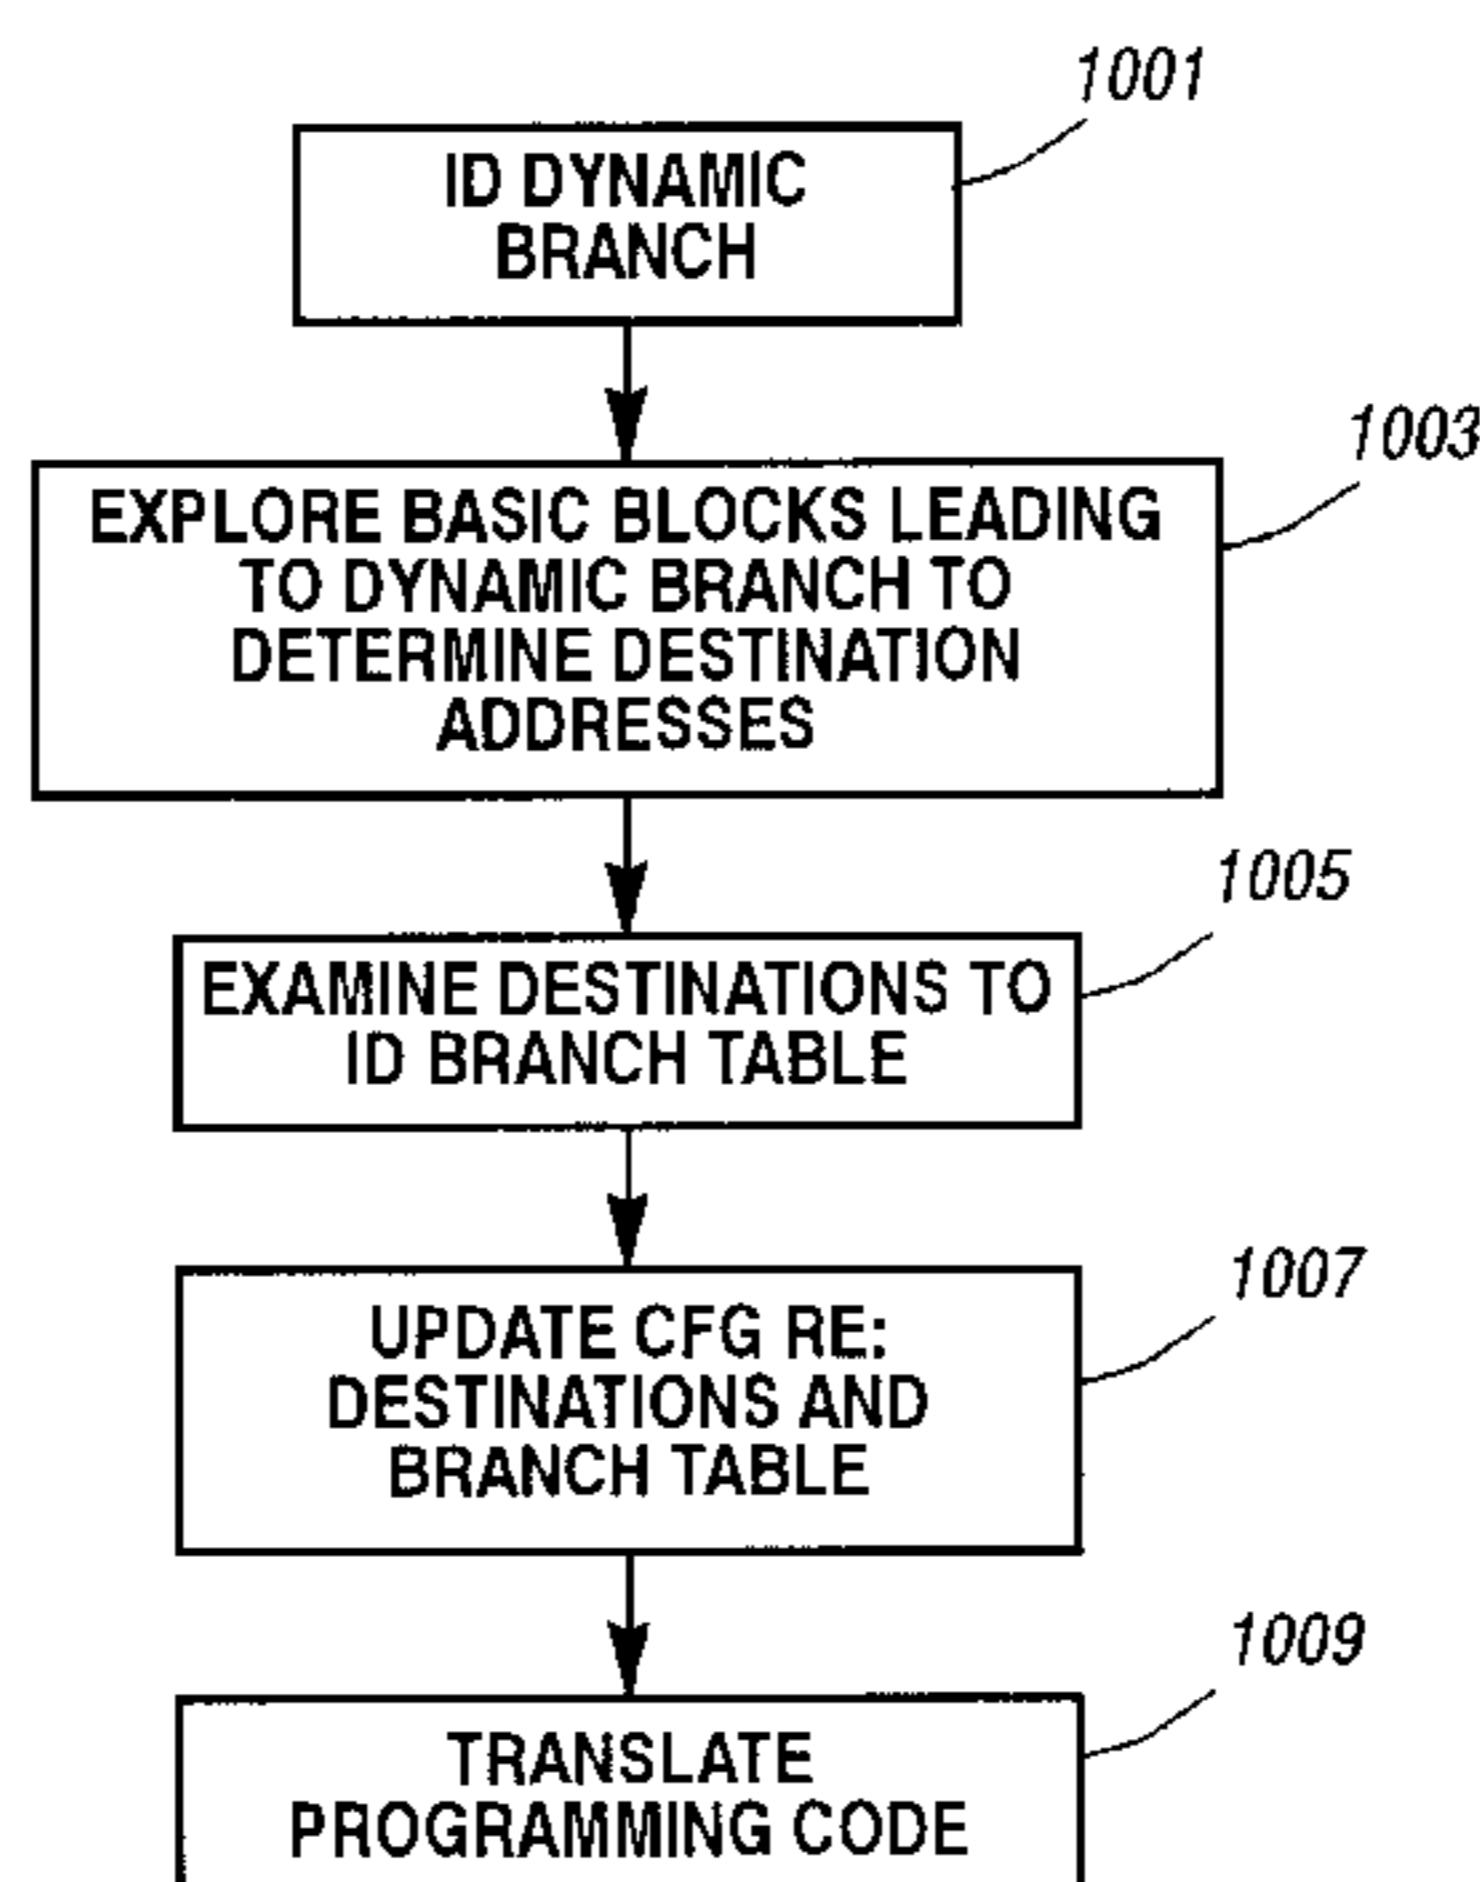 1001
ID DYNAMIC
BRANCH
1003
EXPLORE BASIC BLOCKS LEADING
TO DYNAMIC BRANCH TO
DETERMINE DESTINATION
ADDRESSES
1005
EXAMINE DESTINATIONS TO
ID BRANCH TABLE
1007
UPDATE CFG RE:
DESTINATIONS AND
BRANCH TABLE
1009
TRANSLATE
PROGRAMMING CODE